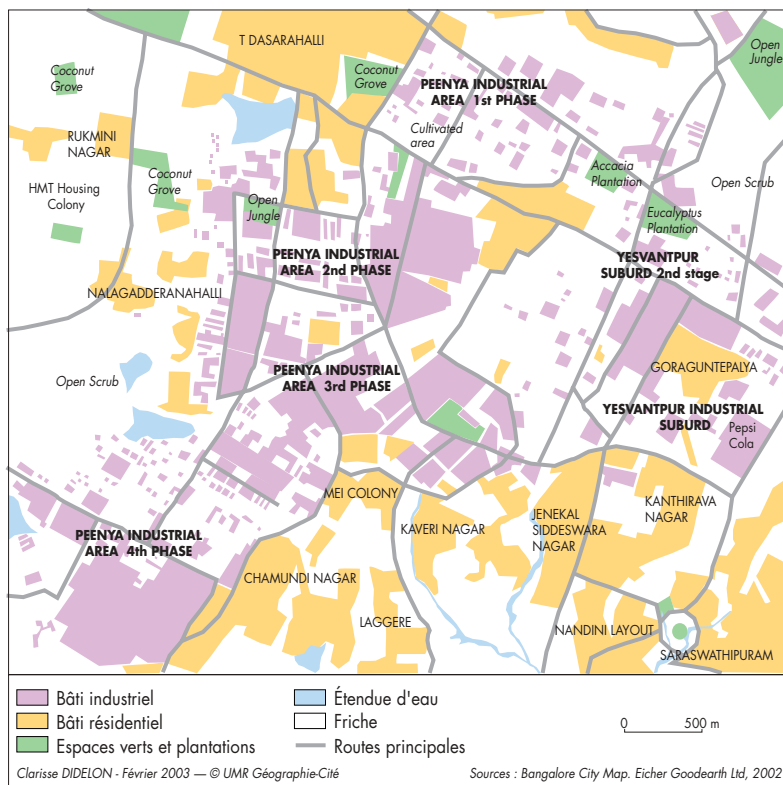 T DASARAHALLI
Open
Jungle
Coconut
Grove
Coconut
Grove
PEENYA INDUSTRIAL
AREA 1st PHASE
Cultivated
area
RUKMINI
NAGAR
Accacia
Plantation
Open Scrub
HMT Housing
Colony
Coconut
Grove
Open
Jungle
Eucalyptus
Plantation
PEENYA INDUSTRIAL
AREA 2nd PHASE
YESVANTPUR
SUBURD 2nd stage
NALAGADDERANAHALLI
GORAGUNTEPALYA
Open Scrub
PEENYA INDUSTRIAL
AREA 3rd PHASE
YESVANTPUR INDUSTRIAL
SUBURD
Pepsi
Cola
MEI COLONY
KANTHIRAVA
NAGAR
JENEKAL
SIDDESWARA
NAGAR
KAVERI NAGAR
PEENYA INDUSTRIAL
AREA 4th PHASE
CHAMUNDI NAGAR
LAGGERE
NANDINI LAYOUT
SARASWATHIPURAM
Bâti industriel
Bâti résidentiel
Espaces verts et plantations
Étendue d'eau
Friche
Routes principales
0 500 m
Clarisse DIDELON - Février 2003 — © UMR Géographie-Cité
Sources : Bangalore City Map. Eicher Goodearth Ltd, 2002